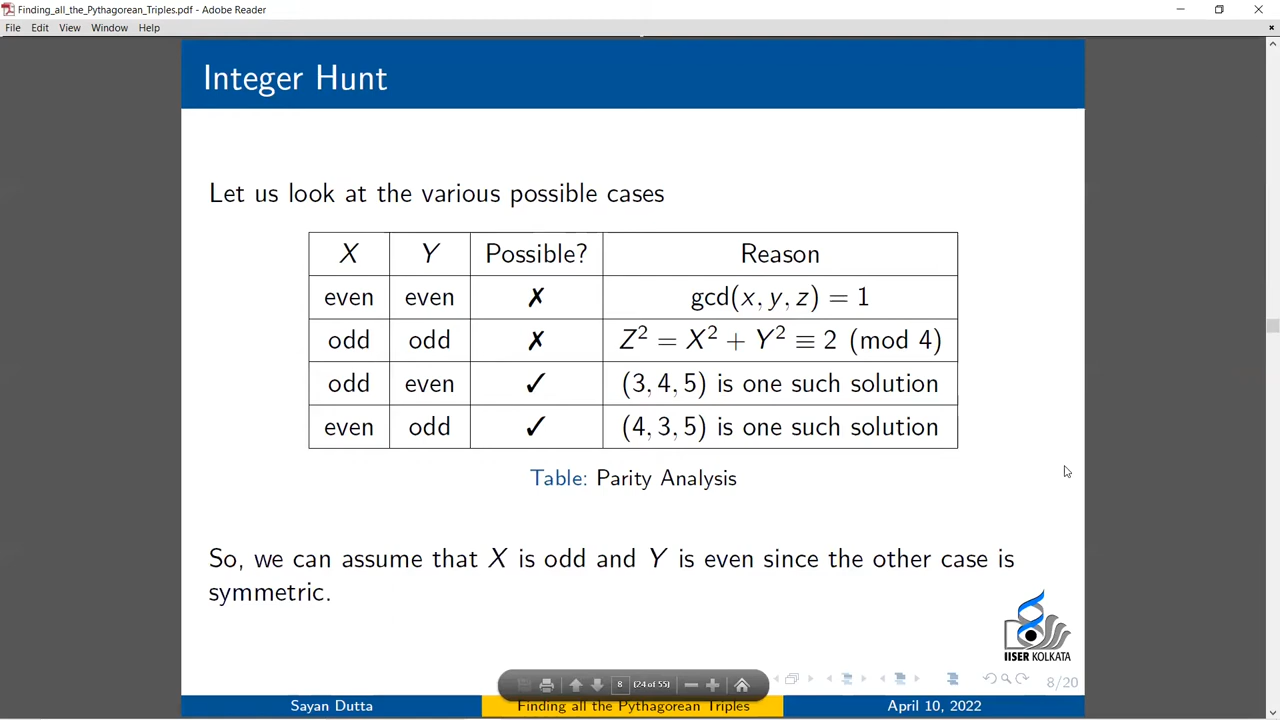 Finding_all_the_Pythagorean_Triples.pdf - Adobe Reader
File Edit View Window Help
Integer Hunt
Let us look at the various possible cases
X Y Possible? Reason
even even ✗ gcd(x, y, z) = 1
odd odd ✗ Z² = X² + Y² ≡ 2 (mod 4)
odd even ✓ (3, 4, 5) is one such solution
even odd ✓ (4, 3, 5) is one such solution
Table: Parity Analysis
So, we can assume that X is odd and Y is even since the other case is
symmetric.
IISER KOLKATA
8 (24 of 55)
8/20
Sayan Dutta Finding all the Pythagorean Triples April 10, 2022